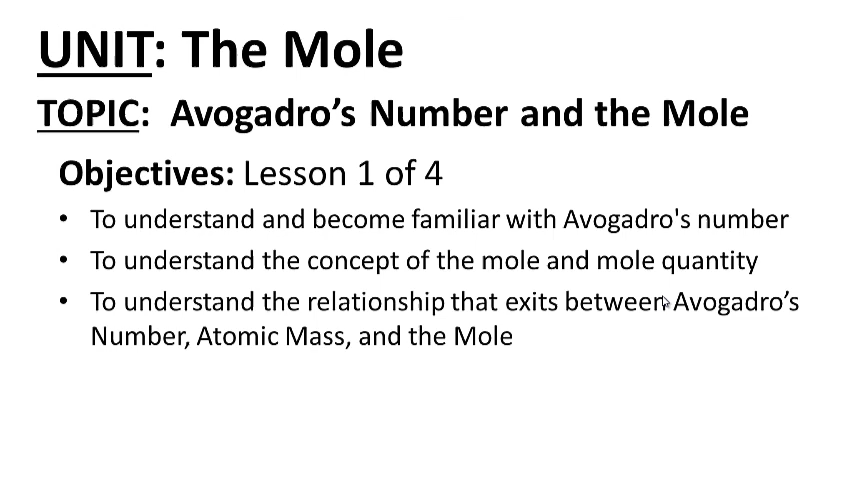 UNIT: The Mole
TOPIC: Avogadro’s Number and the Mole
Objectives: Lesson 1 of 4
• To understand and become familiar with Avogadro's number
• To understand the concept of the mole and mole quantity
• To understand the relationship that exits between Avogadro’s
Number, Atomic Mass, and the Mole